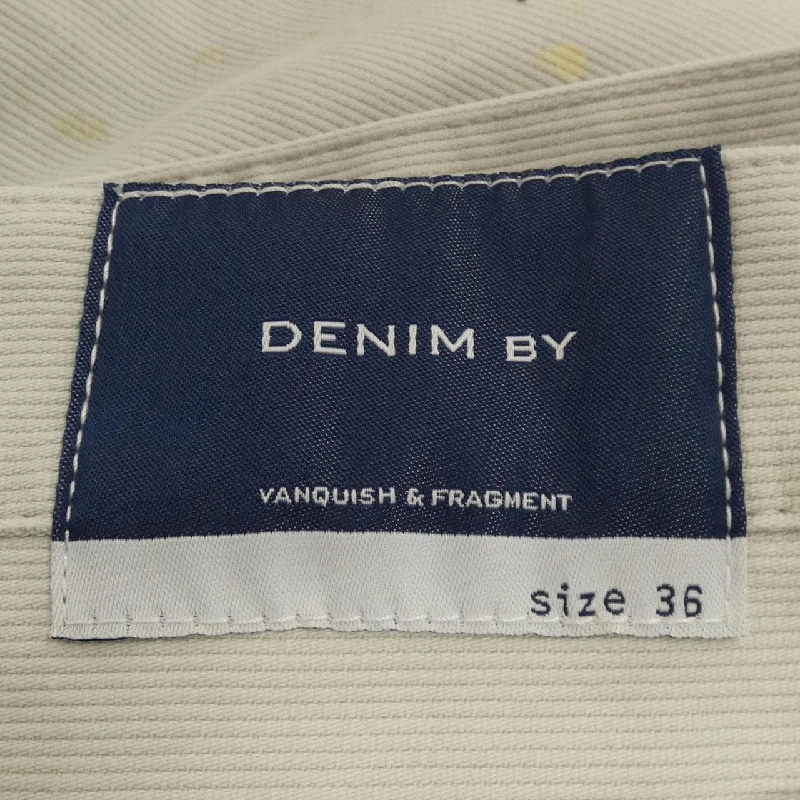 DENIM BY
VANQUISH & FRAGMENT
size 36